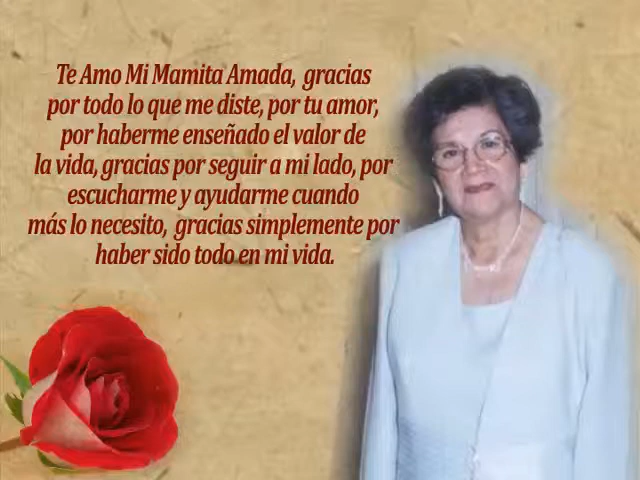 Te Amo Mi Mamita Amada, gracias
por todo lo que me diste, por tu amor,
por haberme enseñado el valor de
la vida, gracias por seguir a mi lado, por
escucharme y ayudarme cuando
más lo necesito, gracias simplemente por
haber sido todo en mi vida.